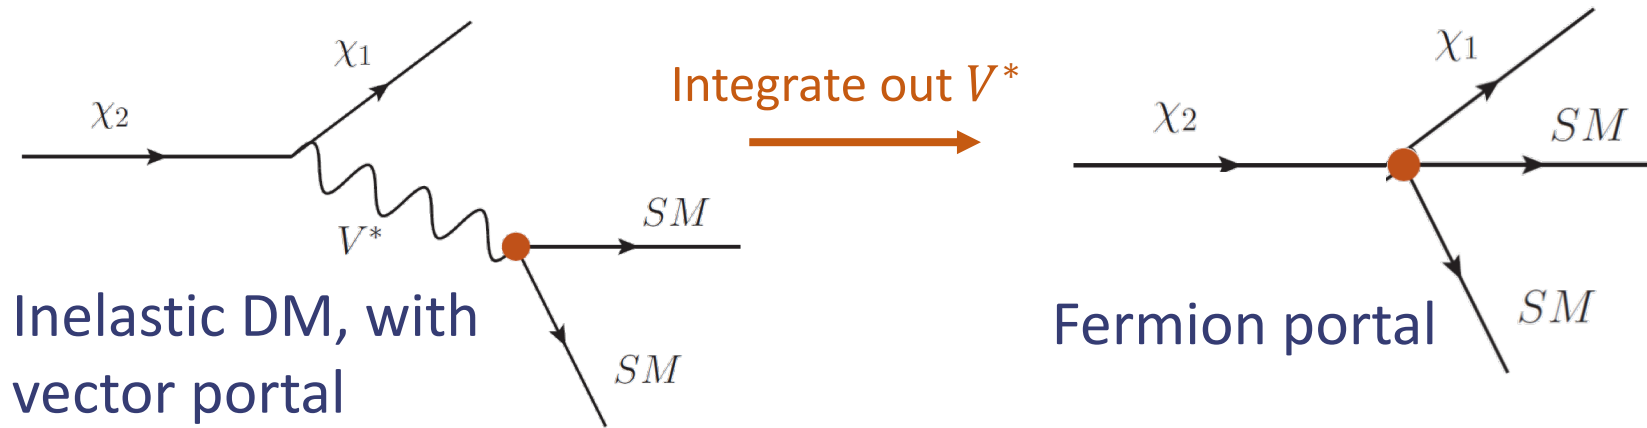 χ₁
χ₂
V*
SM
SM
Inelastic DM, with
vector portal
Integrate out V*
χ₁
χ₂
SM
SM
Fermion portal